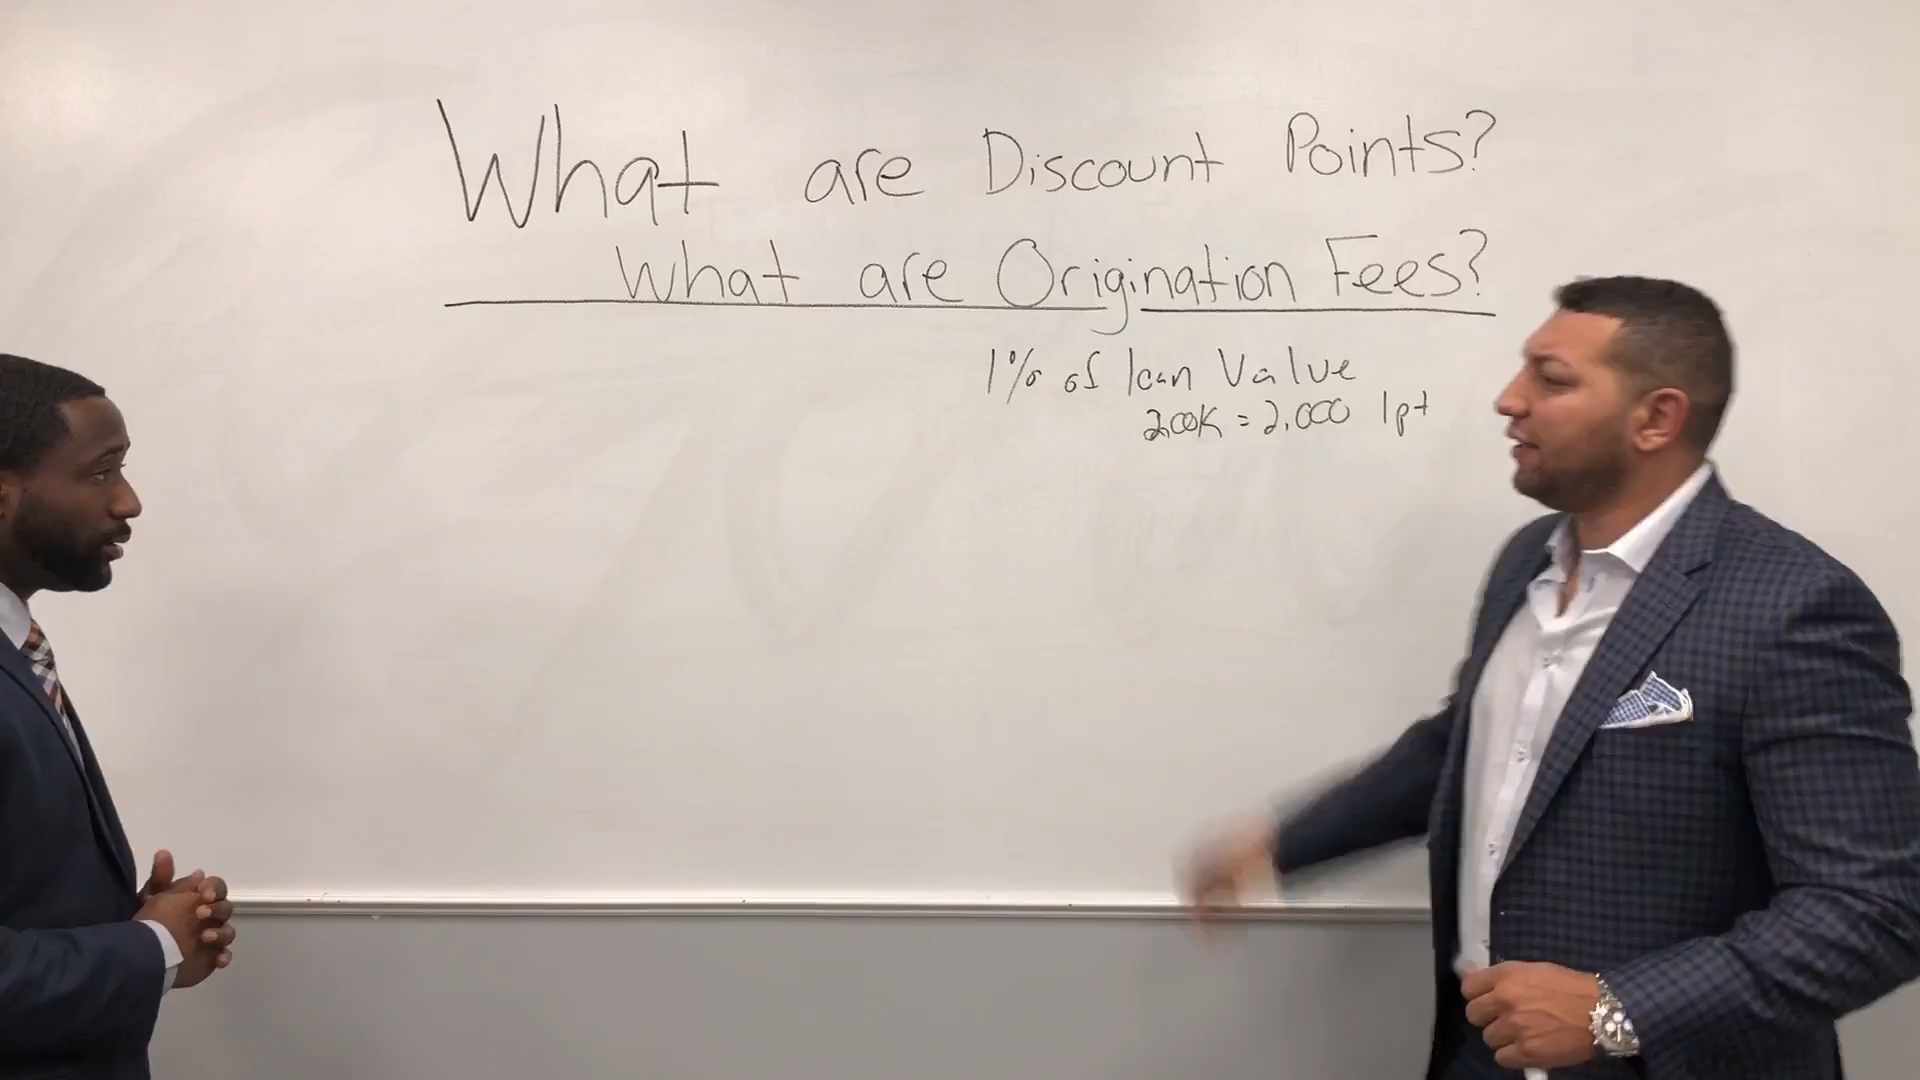 What are Discount Points?
What are Origination Fees?
1% of loan Value
200K = 2,000 1pt